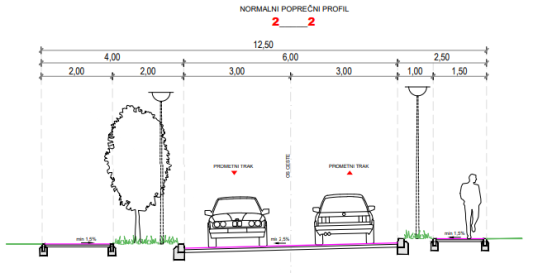 NORMALNI POPREČNI PROFIL
2 2
12,50
4,00 6,00 2,50
2,00 2,00 3,00 3,00 1,00 1,50
PROMETNI TRAK PROMETNI TRAK
OS CESTE
min 1,5% min 2,5% min 1,5%